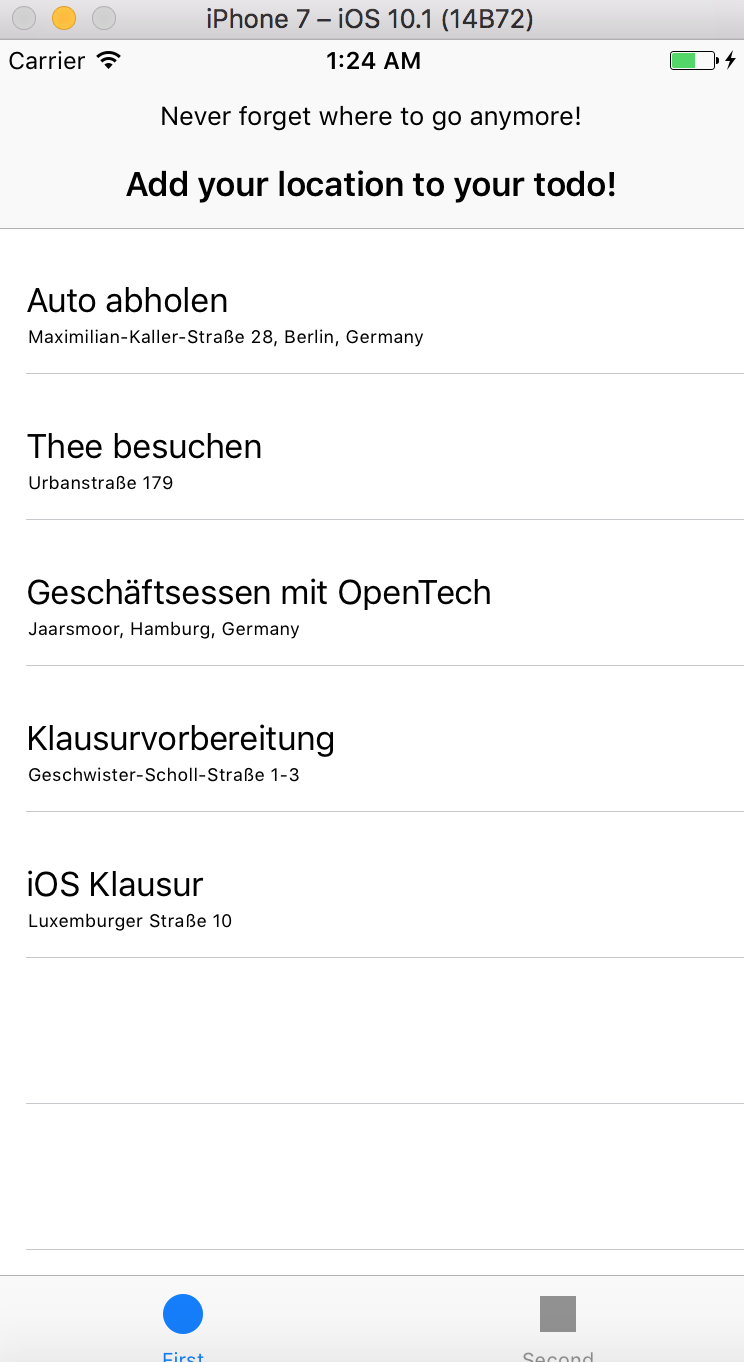 iPhone 7 – iOS 10.1 (14B72)
Carrier 1:24 AM
Never forget where to go anymore!
Add your location to your todo!
Auto abholen
Maximilian-Kaller-Straße 28, Berlin, Germany
Thee besuchen
Urbanstraße 179
Geschäftsessen mit OpenTech
Jaarsmoor, Hamburg, Germany
Klausurvorbereitung
Geschwister-Scholl-Straße 1-3
iOS Klausur
Luxemburger Straße 10
First Second